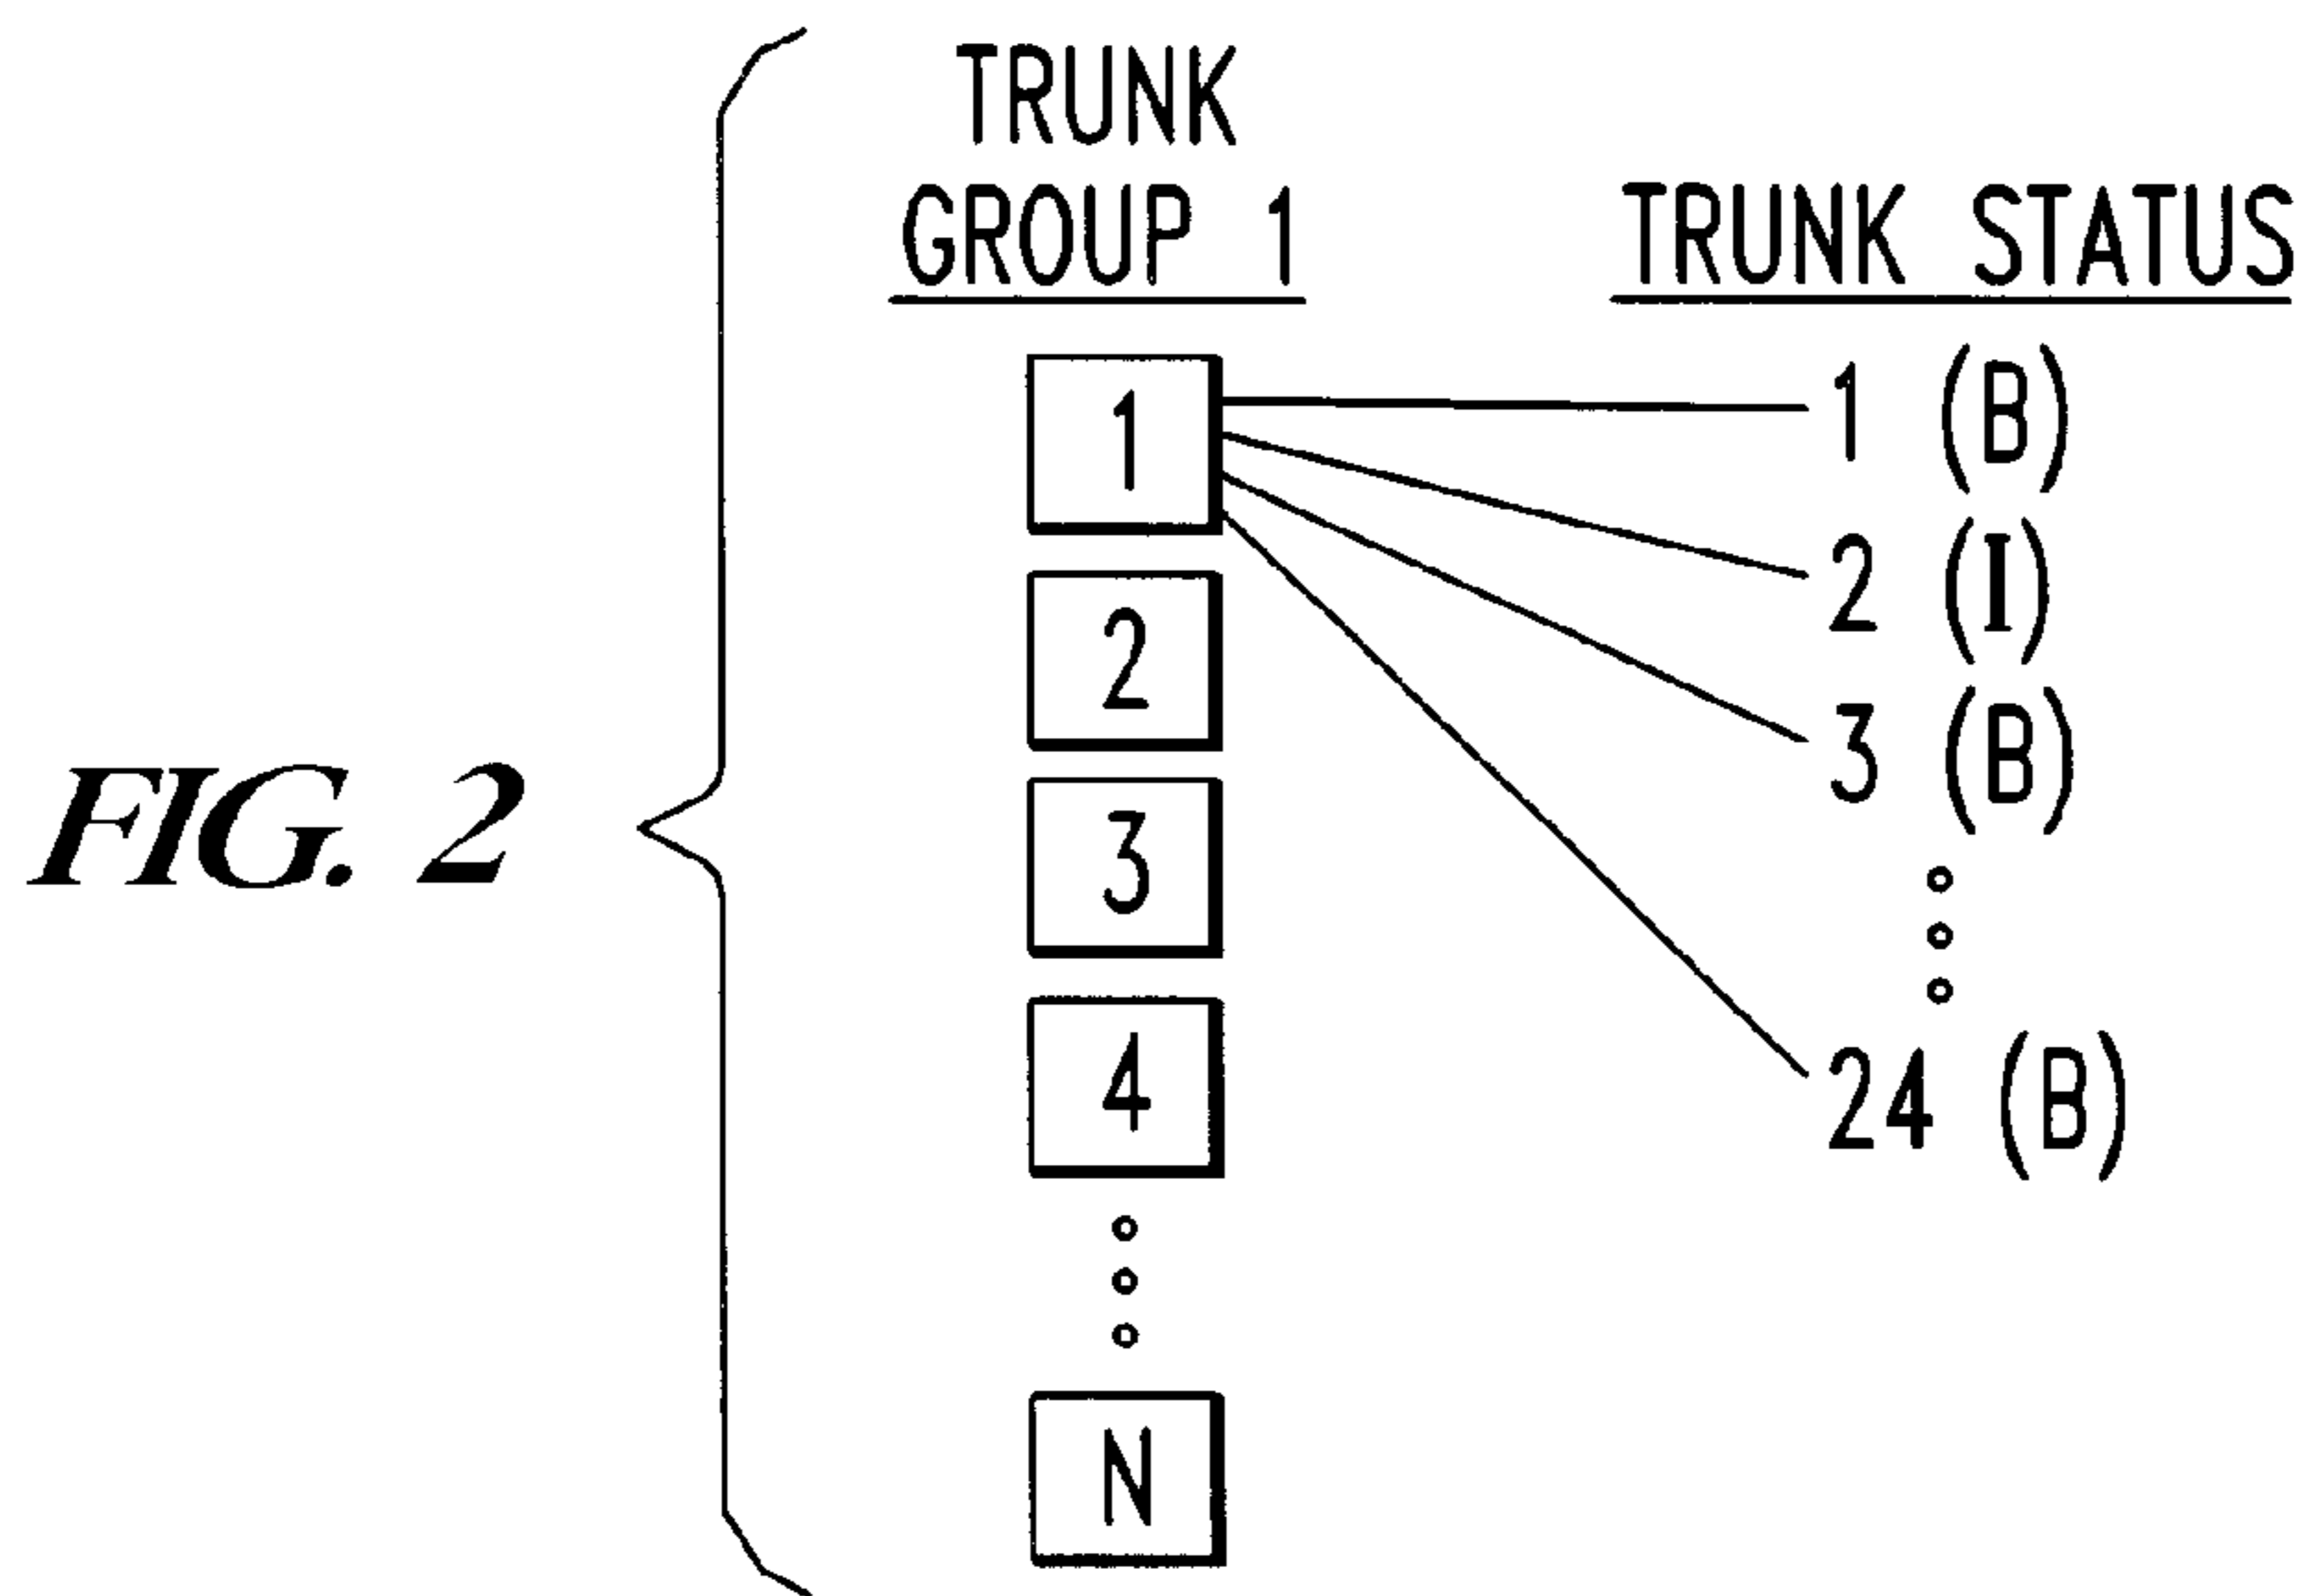 FIG. 2
TRUNK
GROUP 1
1
2
3
4
N
TRUNK STATUS
1 (B)
2 (I)
3 (B)
24 (B)